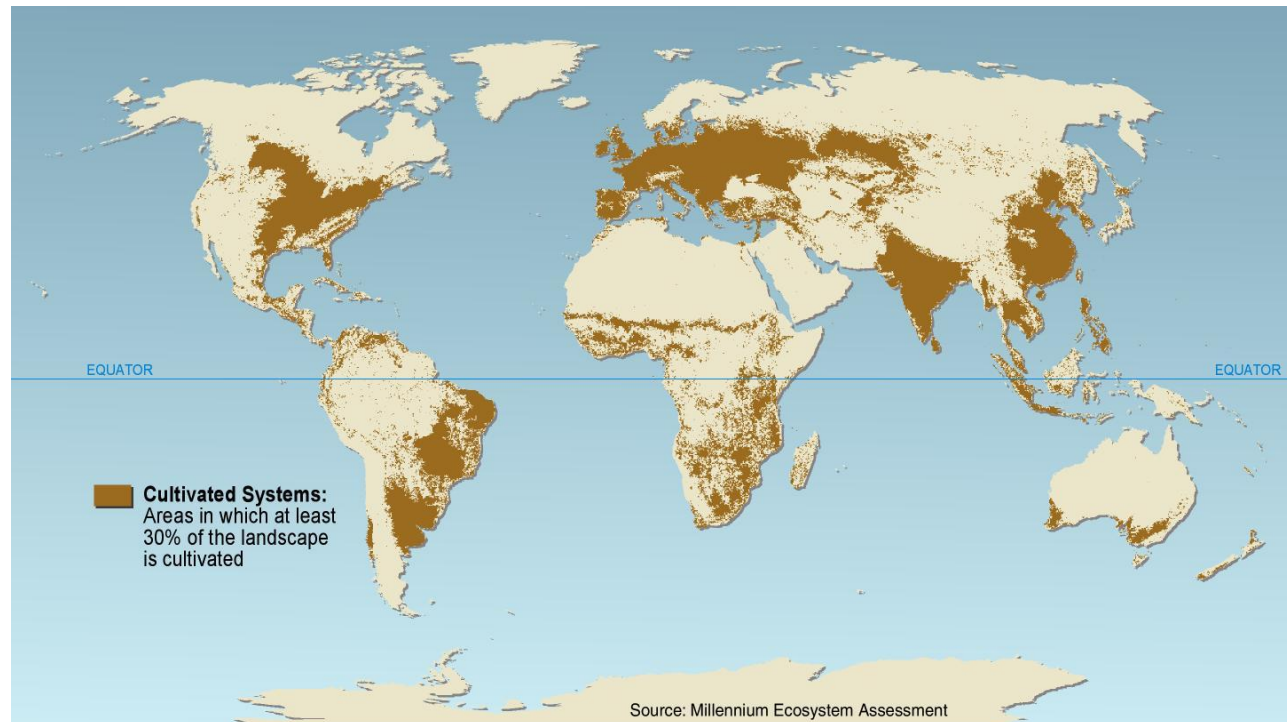 EQUATOR
EQUATOR
Cultivated Systems:
Areas in which at least
30% of the landscape
is cultivated
Source: Millennium Ecosystem Assessment